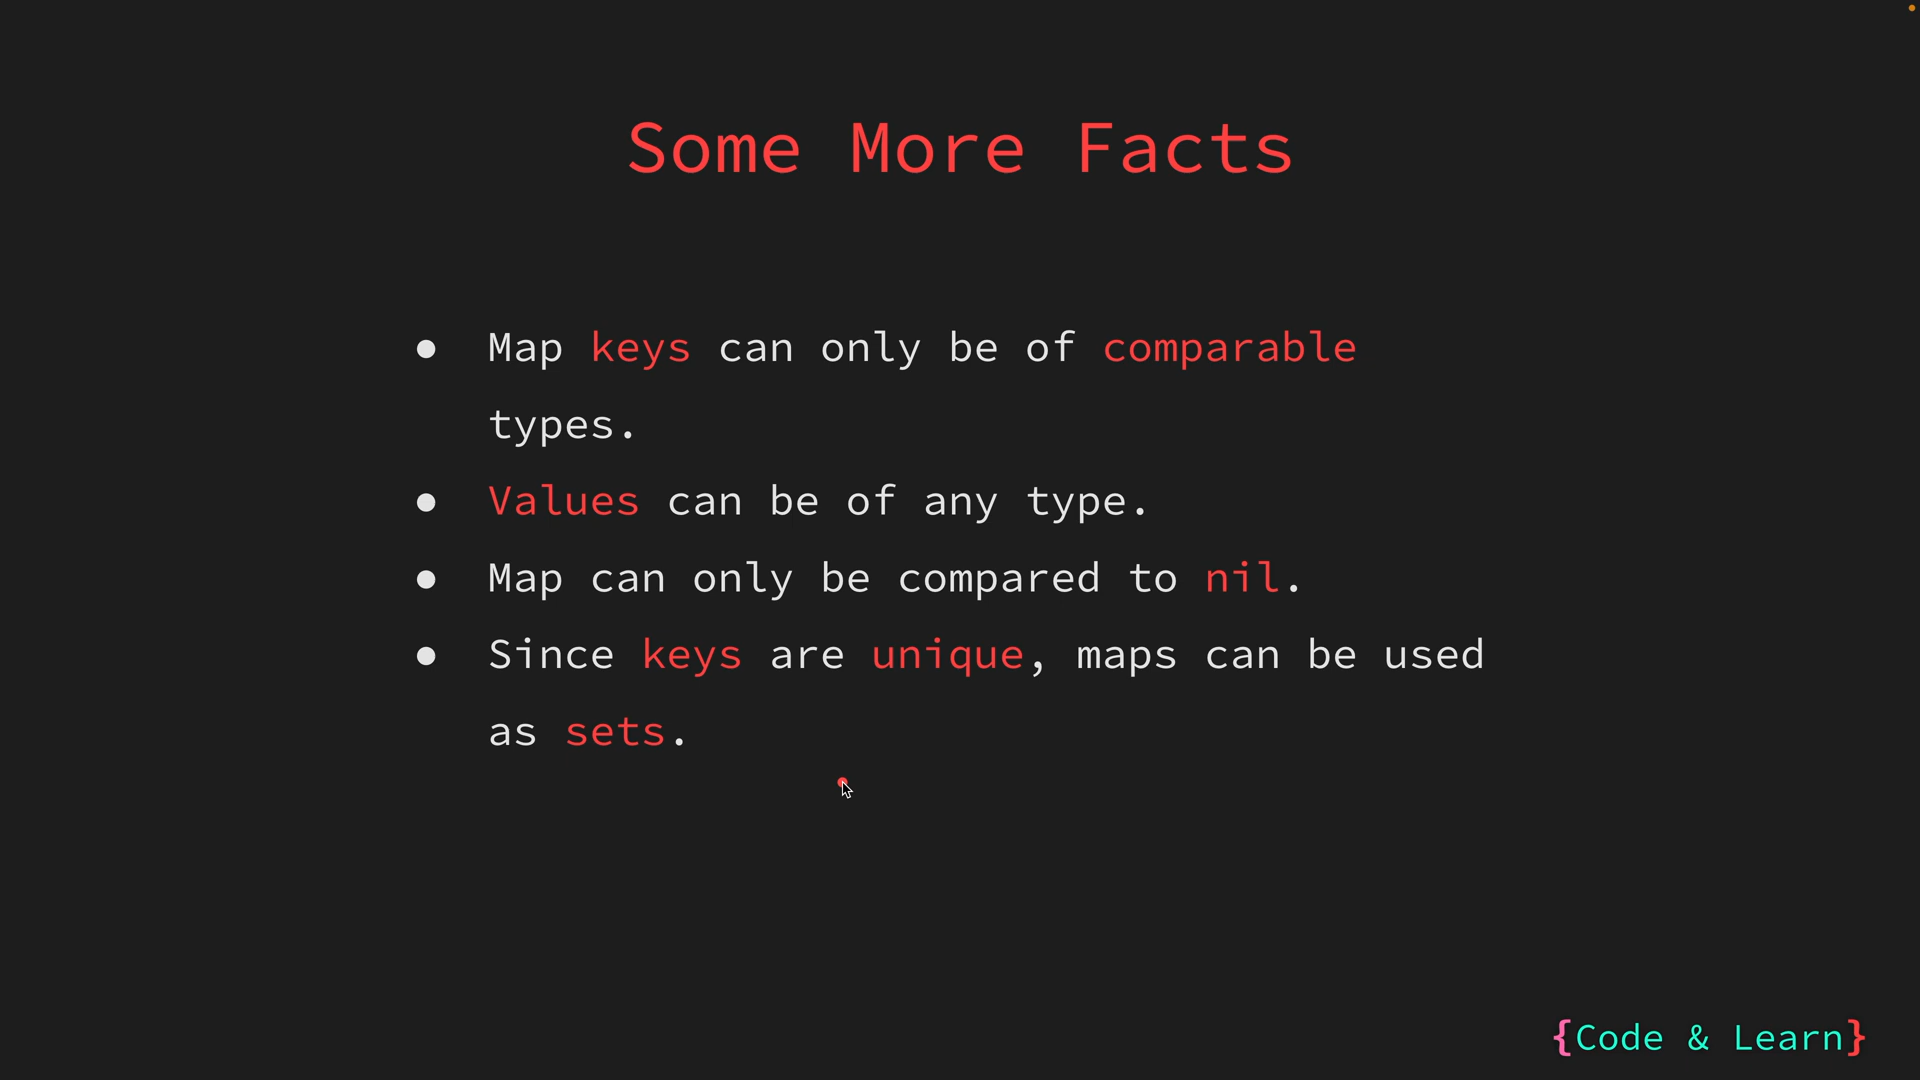 Some More Facts
● Map keys can only be of comparable
types.
● Values can be of any type.
● Map can only be compared to nil.
● Since keys are unique, maps can be used
as sets.
{Code & Learn}